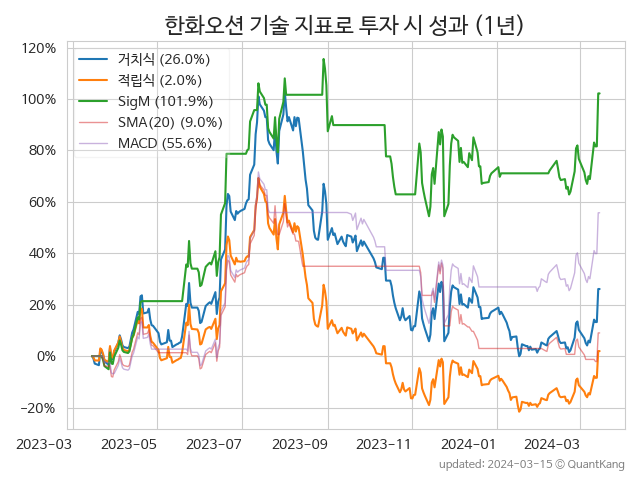 한화오션 기술 지표로 투자 시 성과 (1년)
120%
100%
80%
60%
40%
20%
0%
−20%
거치식 (26.0%)
적립식 (2.0%)
SigM (101.9%)
SMA(20) (9.0%)
MACD (55.6%)
2023−03 2023−05 2023−07 2023−09 2023−11 2024−01 2024−03
updated: 2024-03-15 ⓒ QuantKang